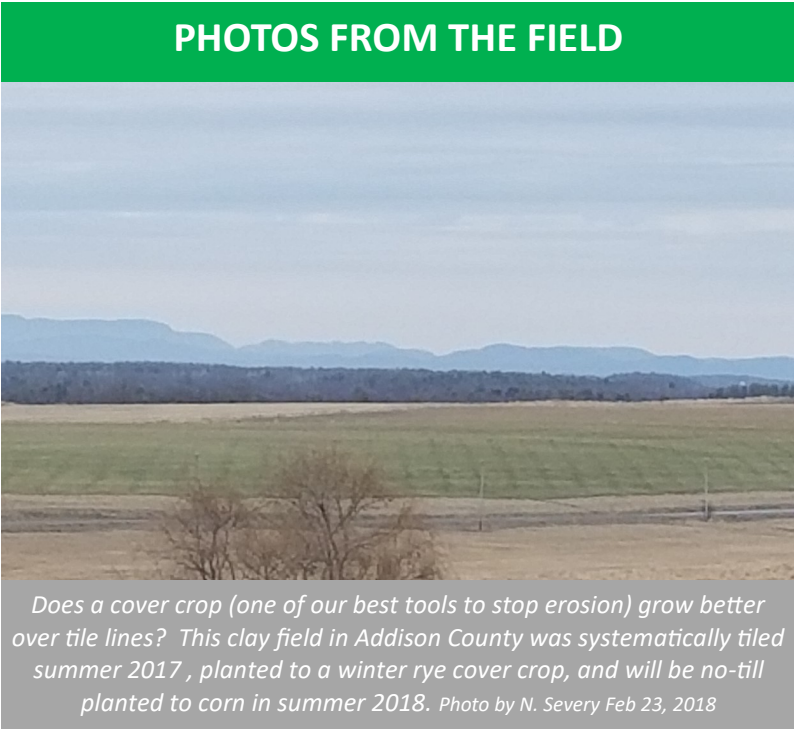 PHOTOS FROM THE FIELD
Does a cover crop (one of our best tools to stop erosion) grow better
over tile lines?  This clay field in Addison County was systematically tiled
summer 2017 , planted to a winter rye cover crop, and will be no-till
planted to corn in summer 2018. Photo by N. Severy Feb 23, 2018